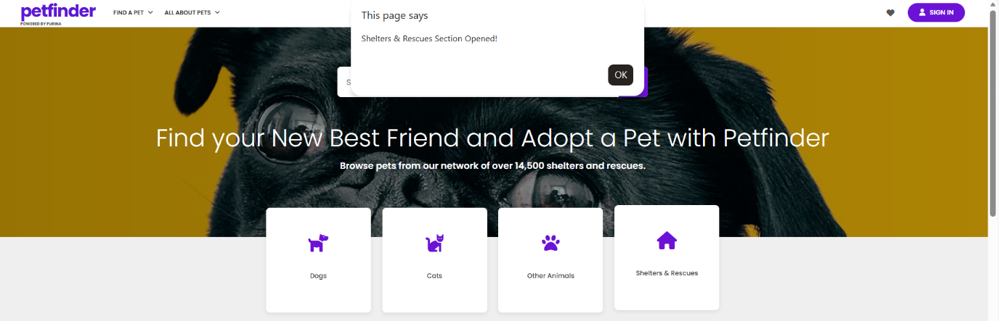 petfinder
POWERED BY PURINA
FIND A PET
ALL ABOUT PETS
SIGN IN
This page says
Shelters & Rescues Section Opened!
OK
S
Find your New Best Friend and Adopt a Pet with Petfinder
Browse pets from our network of over 14,500 shelters and rescues.
Dogs
Cats
Other Animals
Shelters & Rescues